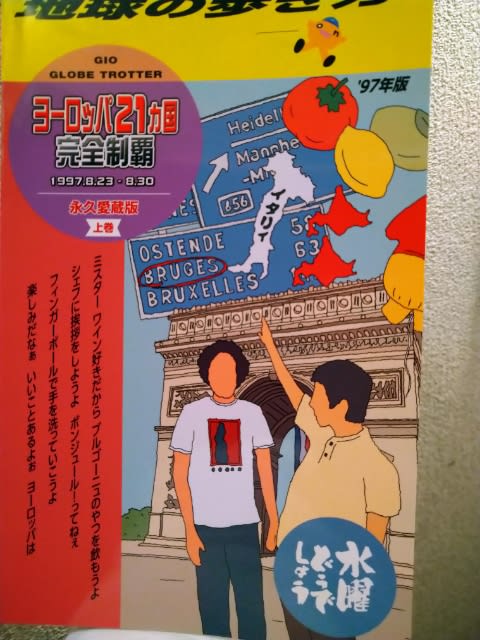 地球の歩き方
GIO
GLOBE TROTTER
'97年版
ヨーロッパ21ヵ国
完全制覇
1997.8.23-8.30
永久愛蔵版
上巻
Heidel
Mannhe
656
イタリィ
OSTENDE
BRUGES 63
BRUXELLES
ミスター ワイン好きだから ブルゴーニュのやつを飲もうよ
シェフに挨拶をしようよ ボンジュール!ってねぇ
フィンガーボールで手を洗っていこうよ
楽しみだなぁ いいことあるよぉ ヨーロッパは
水曜
どうで
しょう